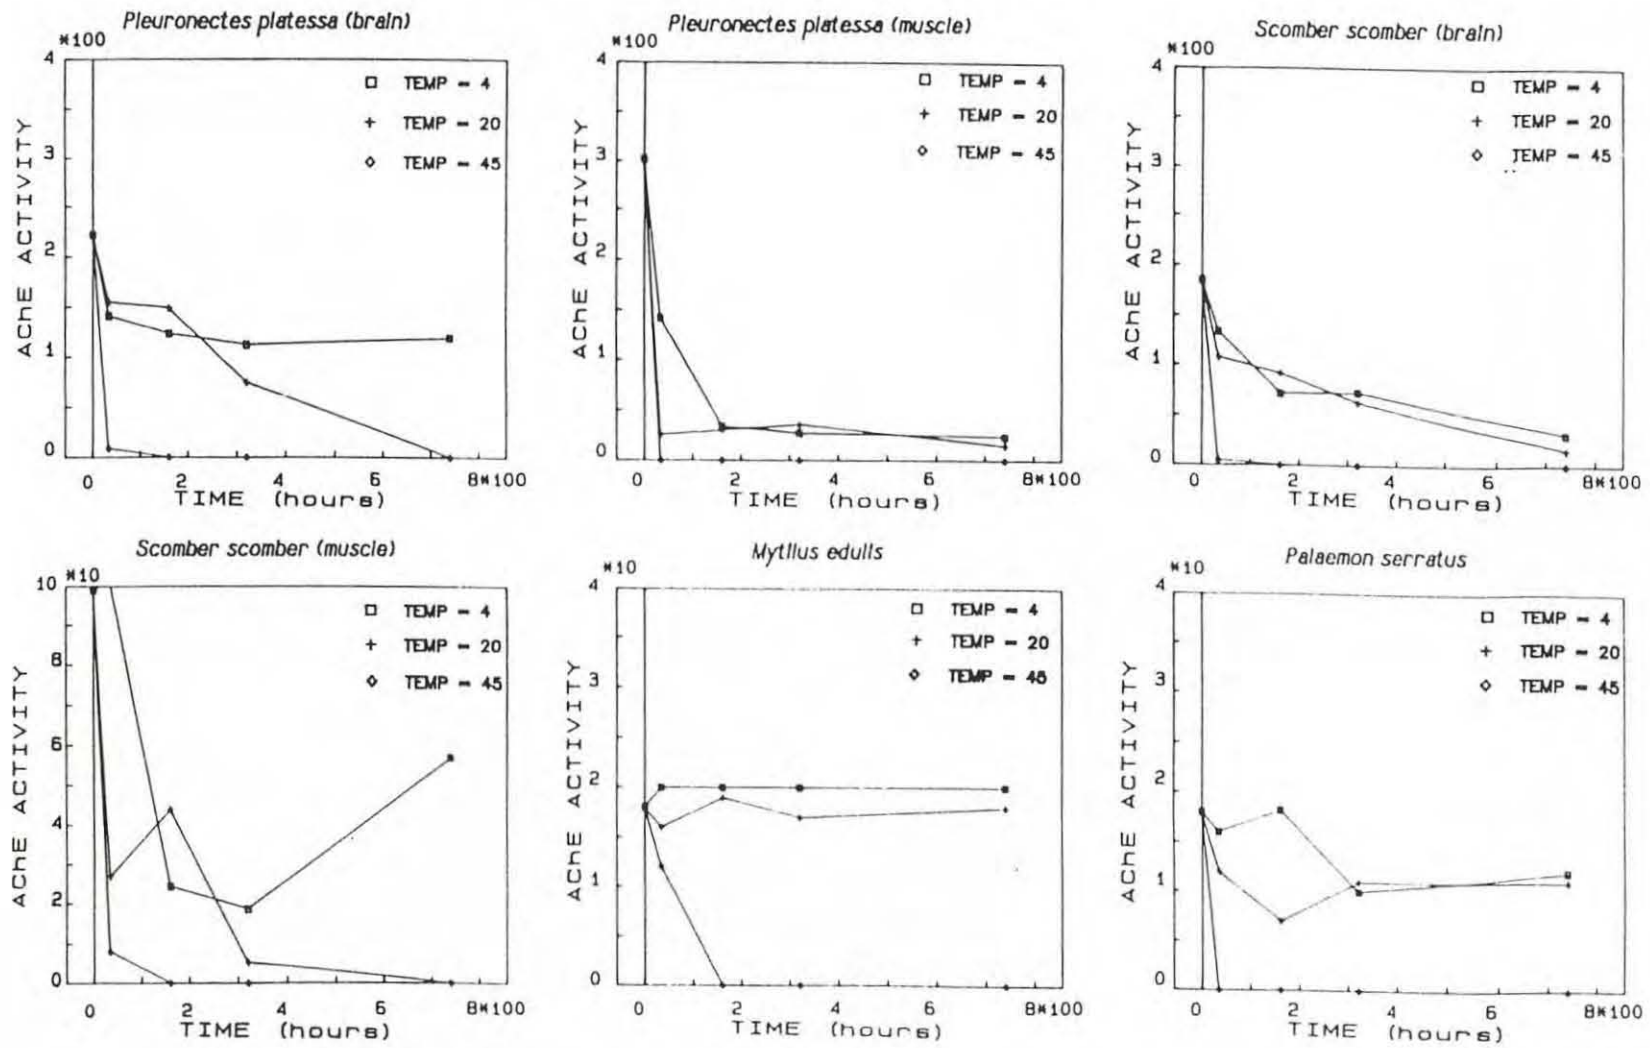 Pleuronectes platessa (brain)
*100
4
3
2
1
0
AChE ACTIVITY
TEMP = 4
TEMP = 20
TEMP = 45
0 2 4 6 8*100
TIME (hours)
Pleuronectes platessa (muscle)
*100
4
3
2
1
0
AChE ACTIVITY
TEMP = 4
TEMP = 20
TEMP = 45
0 2 4 6 8*100
TIME (hours)
Scomber scomber (brain)
*100
4
3
2
1
0
AChE ACTIVITY
TEMP = 4
TEMP = 20
TEMP = 45
0 2 4 6 8*100
TIME (hours)
Scomber scomber (muscle)
*10
10
8
6
4
2
0
AChE ACTIVITY
TEMP = 4
TEMP = 20
TEMP = 45
0 2 4 6 8*100
TIME (hours)
Mytilus edulis
*10
4
3
2
1
0
AChE ACTIVITY
TEMP = 4
TEMP = 20
TEMP = 45
0 2 4 6 8*100
TIME (hours)
Palaemon serratus
*10
4
3
2
1
0
AChE ACTIVITY
TEMP = 4
TEMP = 20
TEMP = 45
0 2 4 6 8*100
TIME (hours)